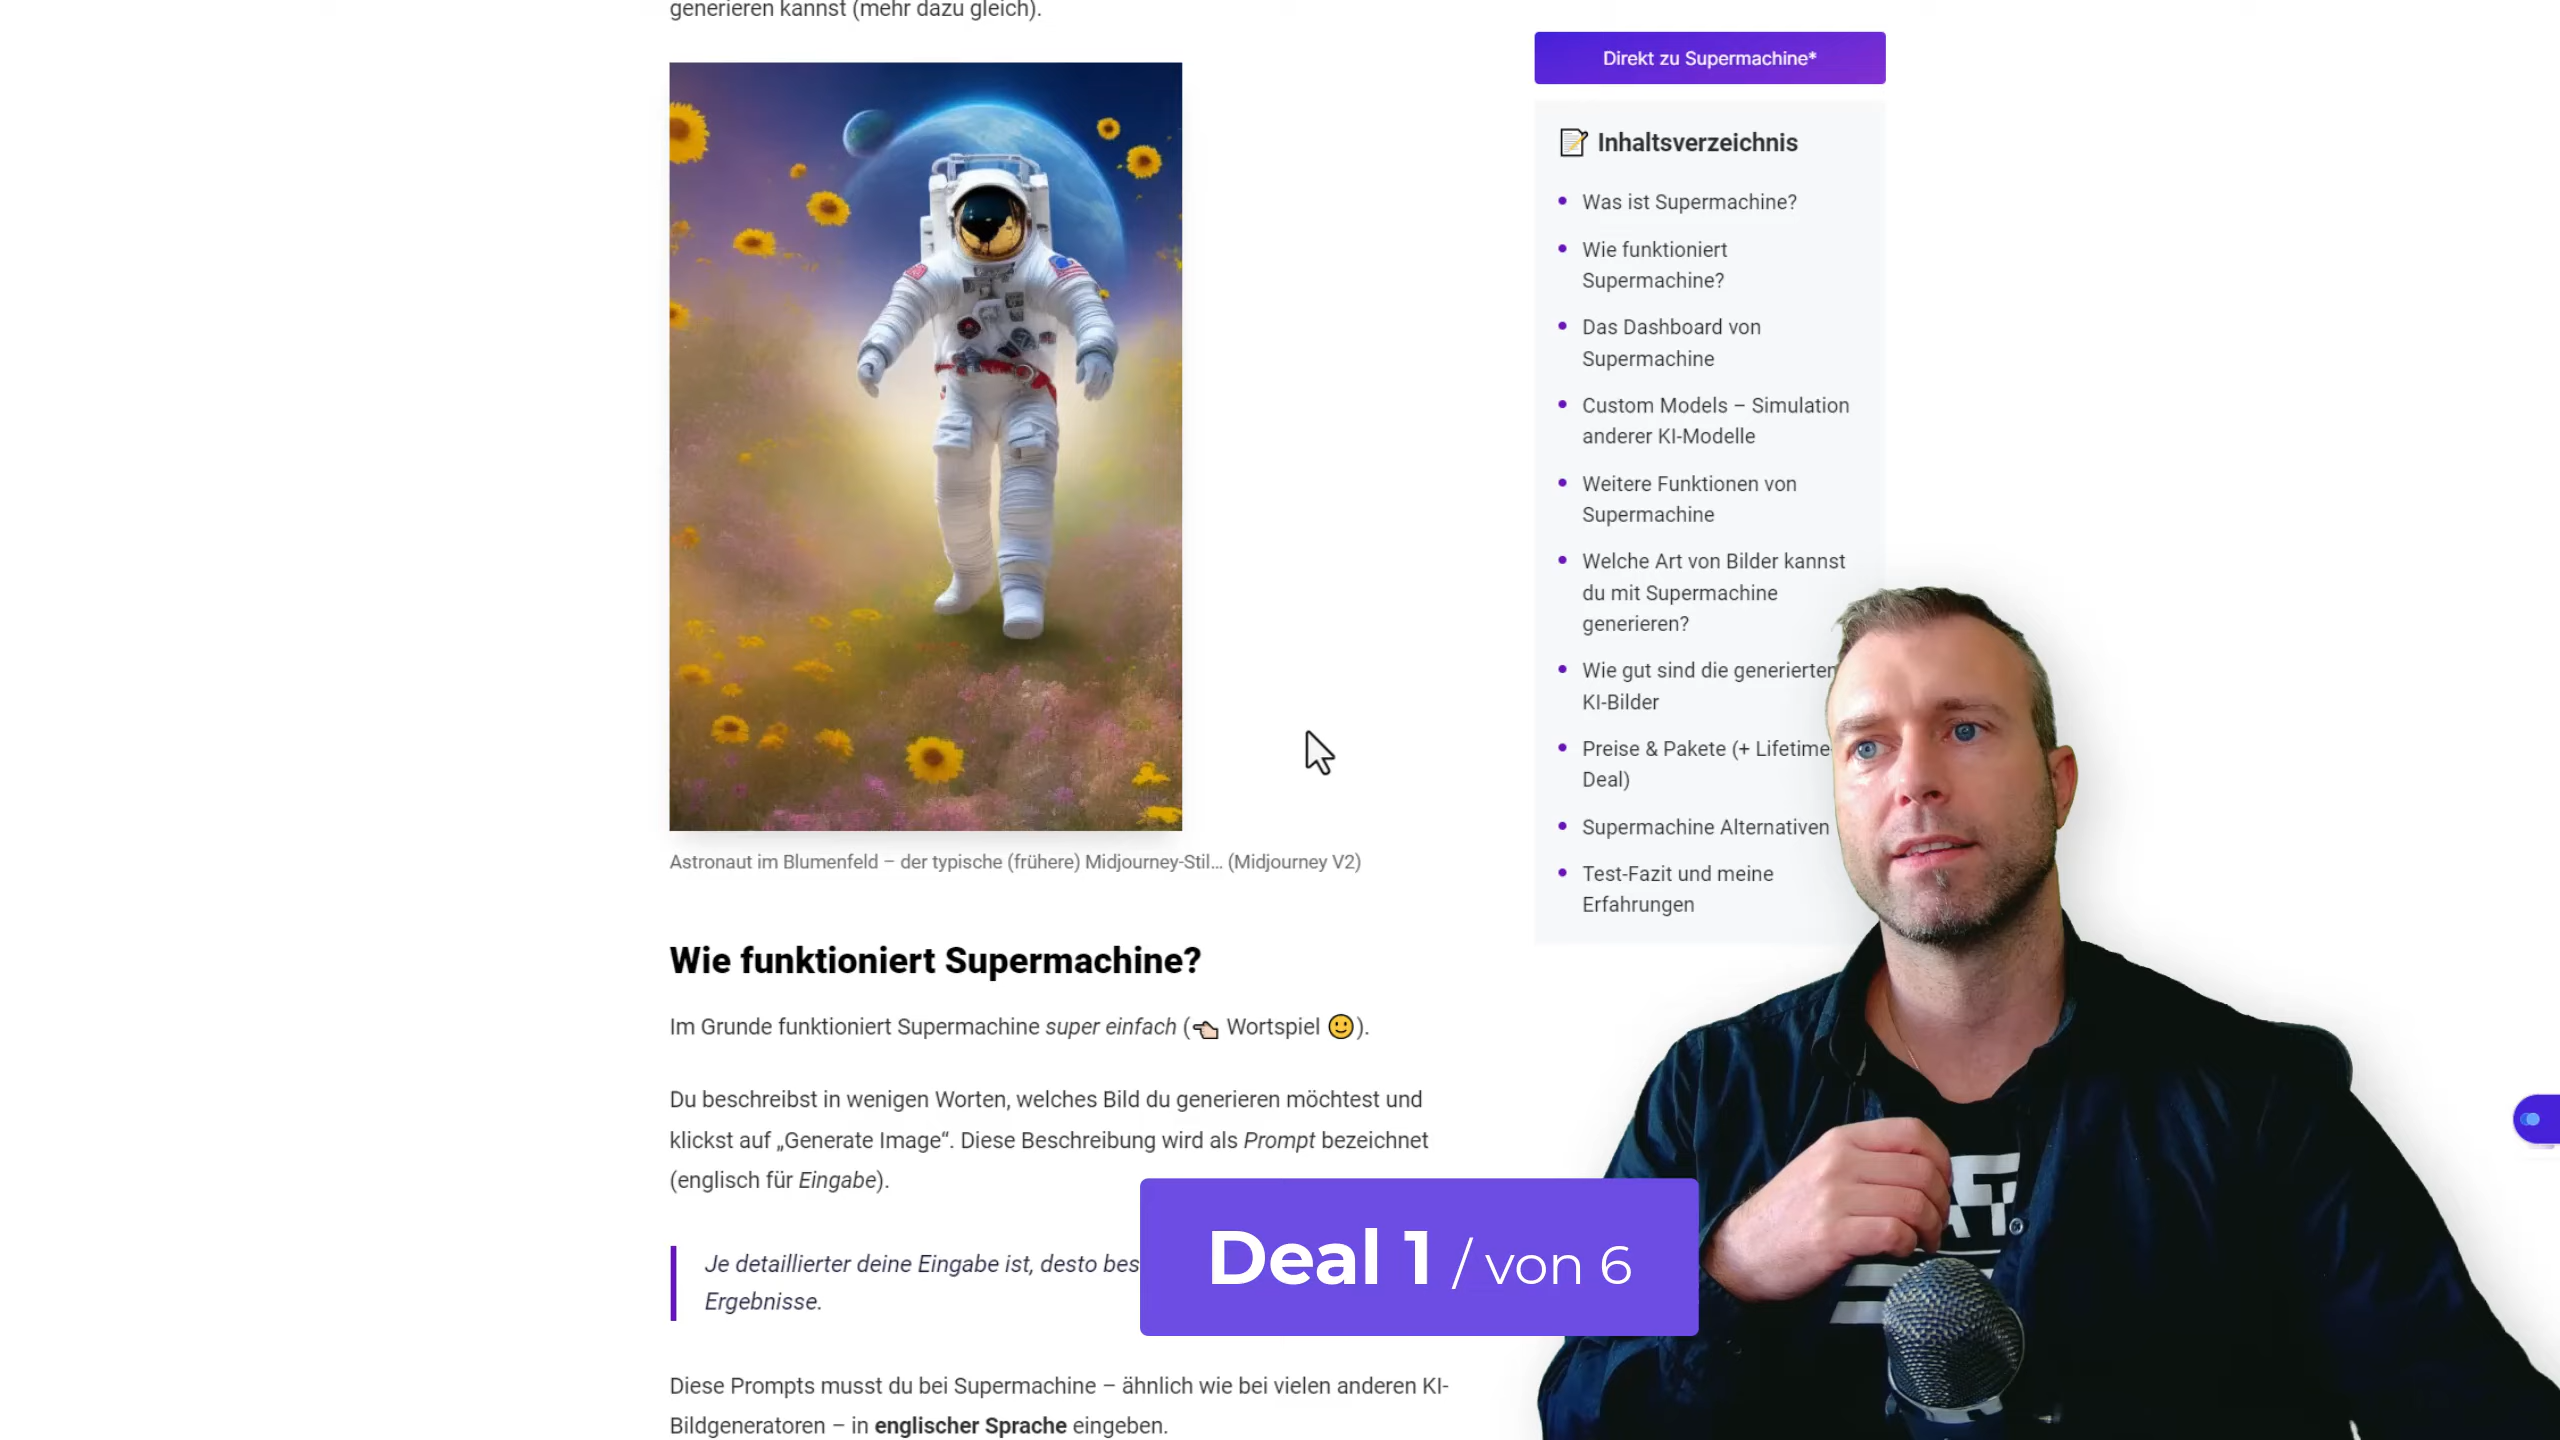 generieren kannst (mehr dazu gleich).
Astronaut im Blumenfeld – der typische (frühere) Midjourney-Stil... (Midjourney V2)
Wie funktioniert Supermachine?
Im Grunde funktioniert Supermachine super einfach (👈🏻 Wortspiel 🙂).
Du beschreibst in wenigen Worten, welches Bild du generieren möchtest und
klickst auf „Generate Image“. Diese Beschreibung wird als Prompt bezeichnet
(englisch für Eingabe).
Je detaillierter deine Eingabe ist, desto
Ergebnisse.
Diese Prompts musst du bei Supermachine – ähnlich wie bei vielen anderen KI-
Bildgeneratoren – in englischer Sprache eingeben.
Direkt zu Supermachine*
📝 Inhaltsverzeichnis
• Was ist Supermachine?
• Wie funktioniert
Supermachine?
• Das Dashboard von
Supermachine
• Custom Models – Simulation
anderer KI-Modelle
• Weitere Funktionen von
Supermachine
• Welche Art von Bilder kannst
du mit Supermachine
generieren?
• Wie gut sind die generierten
KI-Bilder
• Preise & Pakete (+ Lifetime-
Deal)
• Supermachine Alternativen
• Test-Fazit und meine
Erfahrungen
Deal 1 / von 6